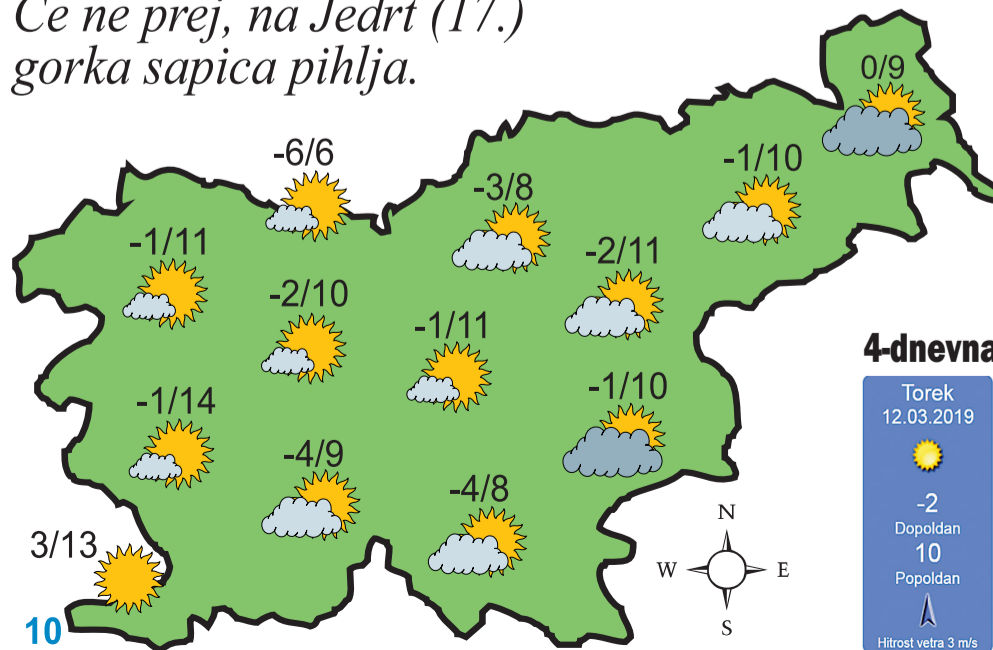 Če ne prej, na Jedrt (17.)
gorka sapica pihlja.
0/9
-6/6
-1/10
-3/8
-1/11
-2/11
-2/10
-1/11
4-dnevna
-1/14
-1/10
Torek
12.03.2019
-4/9
-4/8
-2
Dopoldan
10
Popoldan
Hitrost vetra 3 m/s
N
W
E
S
3/13
10